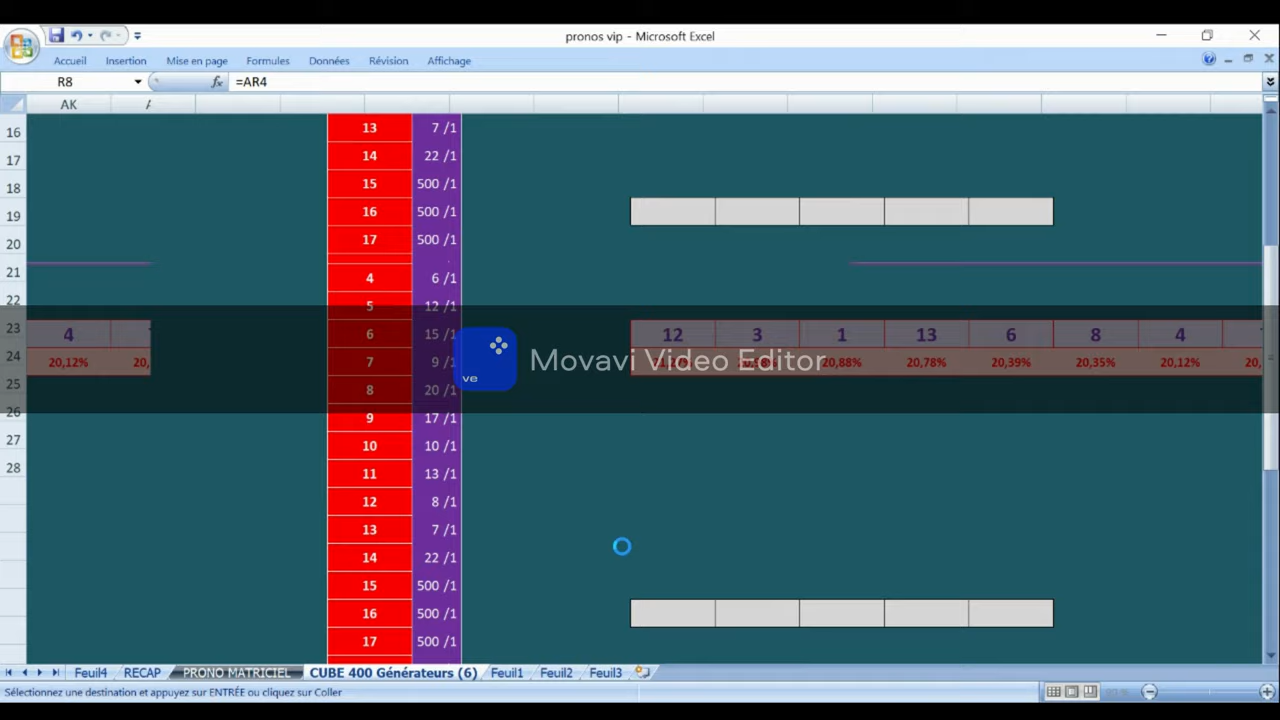 pronos vip - Microsoft Excel
Accueil Insertion Mise en page Formules Données Révision Affichage
R8 fx =AR4
AK
16 13 7 /1
17 14 22 /1
18 15 500 /1
19 16 500 /1
20 17 500 /1
21 4 6 /1
22 5 12 /1
23 4 6 15 /1 12 3 1 13 6 8 4
24 20,12% 20, 7 9 /1 20,88% 20,78% 20,39% 20,35% 20,12% 20,
ve Movavi Video Editor
25 8 20 /1
26 9 17 /1
27 10 10 /1
28 11 13 /1
12 8 /1
13 7 /1
14 22 /1
15 500 /1
16 500 /1
17 500 /1
Feuil4 RECAP PRONO MATRICIEL CUBE 400 Générateurs (6) Feuil1 Feuil2 Feuil3
Sélectionnez une destination et appuyez sur ENTRÉE ou cliquez sur Coller